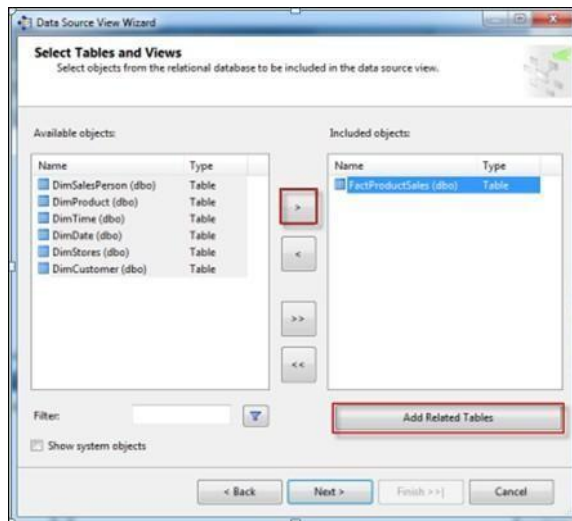 Data Source View Wizard
Select Tables and Views
Select objects from the relational database to be included in the data source view.
Available objects:
Name Type
DimSalesPerson (dbo) Table
DimProduct (dbo) Table
DimTime (dbo) Table
DimDate (dbo) Table
DimStores (dbo) Table
DimCustomer (dbo) Table
>
<
>>
<<
Included objects:
Name Type
FactProductSales (dbo) Table
Filter:
Add Related Tables
Show system objects
< Back Next > Finish >>| Cancel